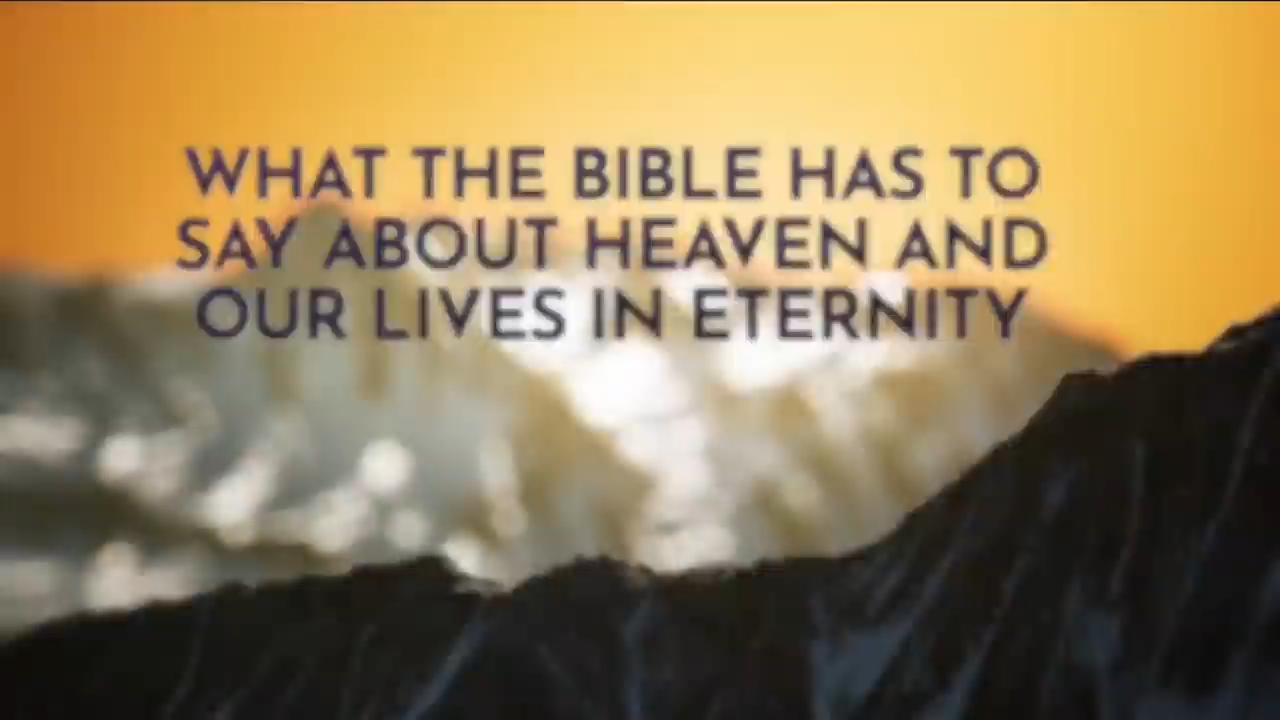 WHAT THE BIBLE HAS TO
SAY ABOUT HEAVEN AND
OUR LIVES IN ETERNITY